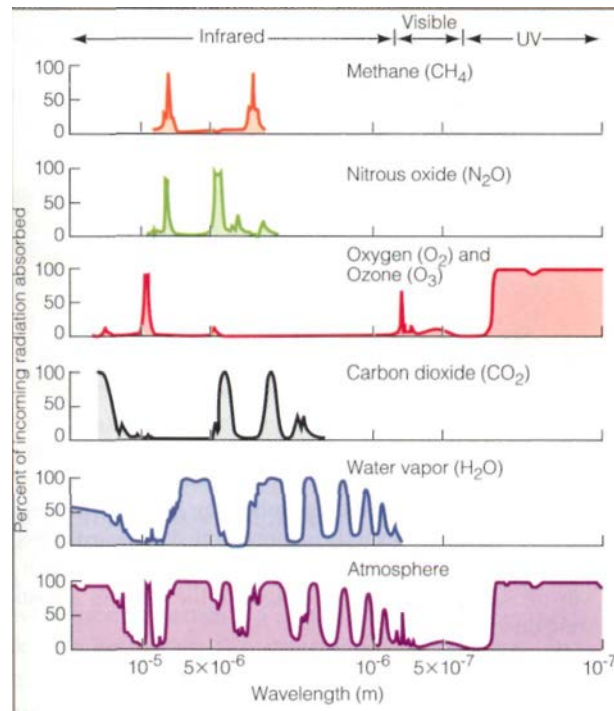 Visible
Infrared
UV
Methane (CH₄)
100
50
0
Nitrous oxide (N₂O)
100
50
0
Oxygen (O₂) and
Ozone (O₃)
100
50
0
Carbon dioxide (CO₂)
100
50
0
Water vapor (H₂O)
100
50
0
Atmosphere
100
50
0
Percent of incoming radiation absorbed
10⁻⁵ 5×10⁻⁶ 10⁻⁶ 5×10⁻⁷ 10⁻⁷
Wavelength (m)